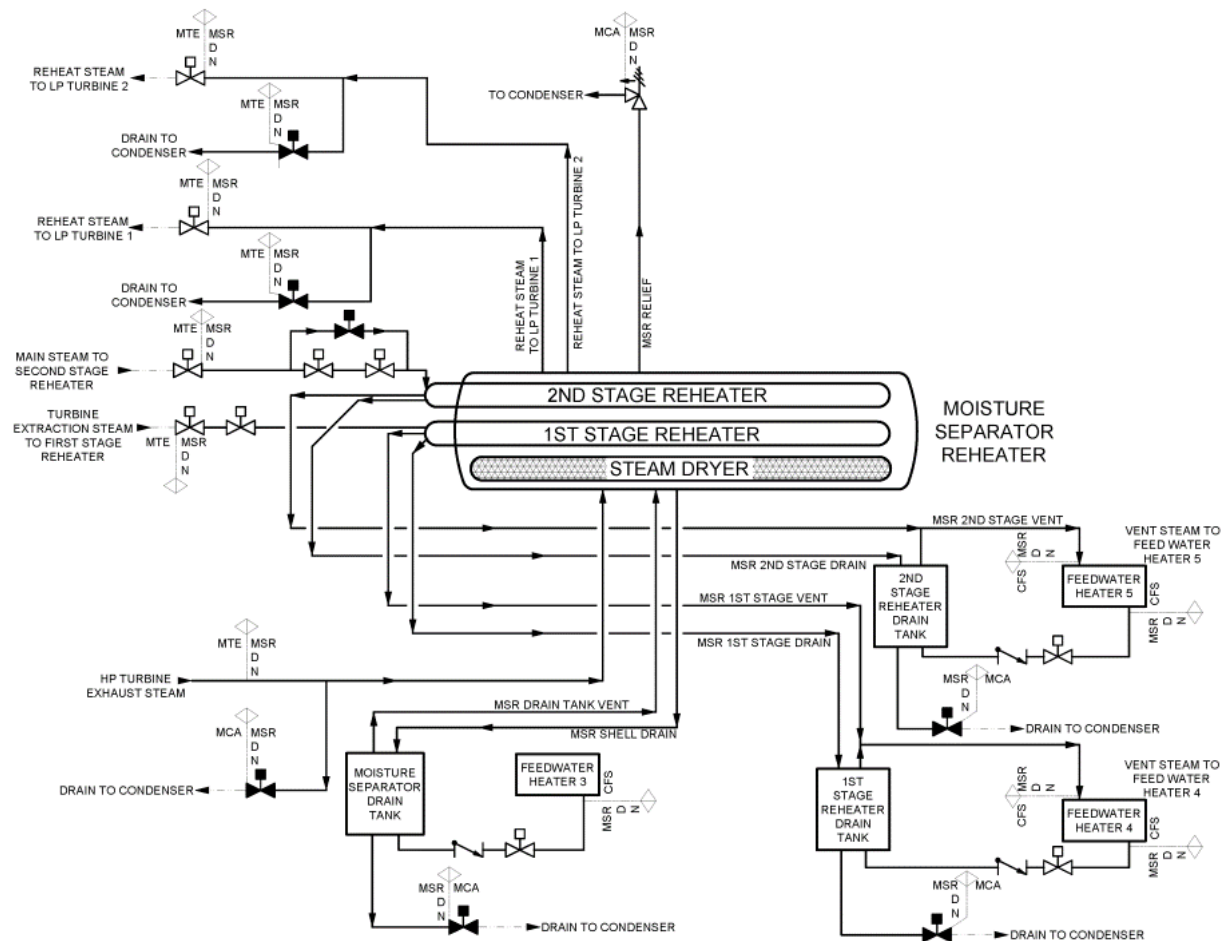 MTE MSR
D
N
REHEAT STEAM
TO LP TURBINE 2
MTE MSR
D
N
DRAIN TO
CONDENSER
MCA MSR
D
N
TO CONDENSER
MTE MSR
D
N
REHEAT STEAM
TO LP TURBINE 1
MTE MSR
D
N
DRAIN TO
CONDENSER
REHEAT STEAM
TO LP TURBINE 1
REHEAT STEAM TO LP TURBINE 2
MSR RELIEF
MTE MSR
D
N
MAIN STEAM TO
SECOND STAGE
REHEATER
TURBINE
EXTRACTION STEAM
TO FIRST STAGE
REHEATER
MTE MSR
D
N
2ND STAGE REHEATER
1ST STAGE REHEATER
STEAM DRYER
MOISTURE
SEPARATOR
REHEATER
MSR 2ND STAGE VENT
VENT STEAM TO
FEED WATER
HEATER 5
CFS MSR
D
N
MSR 2ND STAGE DRAIN
2ND
STAGE
REHEATER
DRAIN
TANK
FEEDWATER
HEATER 5
CFS
MSR
D
N
MSR 1ST STAGE VENT
MSR 1ST STAGE DRAIN
MSR MCA
D
N
DRAIN TO CONDENSER
MTE MSR
D
N
HP TURBINE
EXHAUST STEAM
MSR DRAIN TANK VENT
MSR SHELL DRAIN
MCA MSR
D
N
DRAIN TO CONDENSER
MOISTURE
SEPARATOR
DRAIN
TANK
FEEDWATER
HEATER 3
CFS
MSR
D
N
1ST
STAGE
REHEATER
DRAIN
TANK
VENT STEAM TO
FEED WATER
HEATER 4
CFS MSR
D
N
FEEDWATER
HEATER 4
CFS
MSR
D
N
MSR MCA
D
N
DRAIN TO CONDENSER
MSR MCA
D
N
DRAIN TO CONDENSER